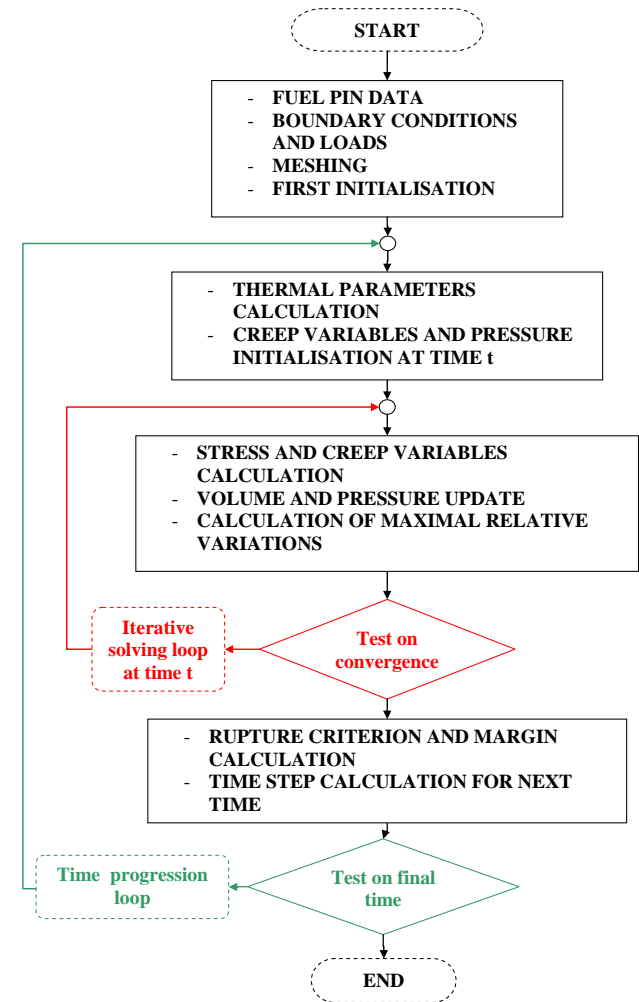 START
- FUEL PIN DATA
- BOUNDARY CONDITIONS
AND LOADS
- MESHING
- FIRST INITIALISATION
- THERMAL PARAMETERS
CALCULATION
- CREEP VARIABLES AND PRESSURE
INITIALISATION AT TIME t
- STRESS AND CREEP VARIABLES
CALCULATION
- VOLUME AND PRESSURE UPDATE
- CALCULATION OF MAXIMAL RELATIVE
VARIATIONS
Iterative
solving loop
at time t
Test on
convergence
- RUPTURE CRITERION AND MARGIN
CALCULATION
- TIME STEP CALCULATION FOR NEXT
TIME
Time progression
loop
Test on final
time
END